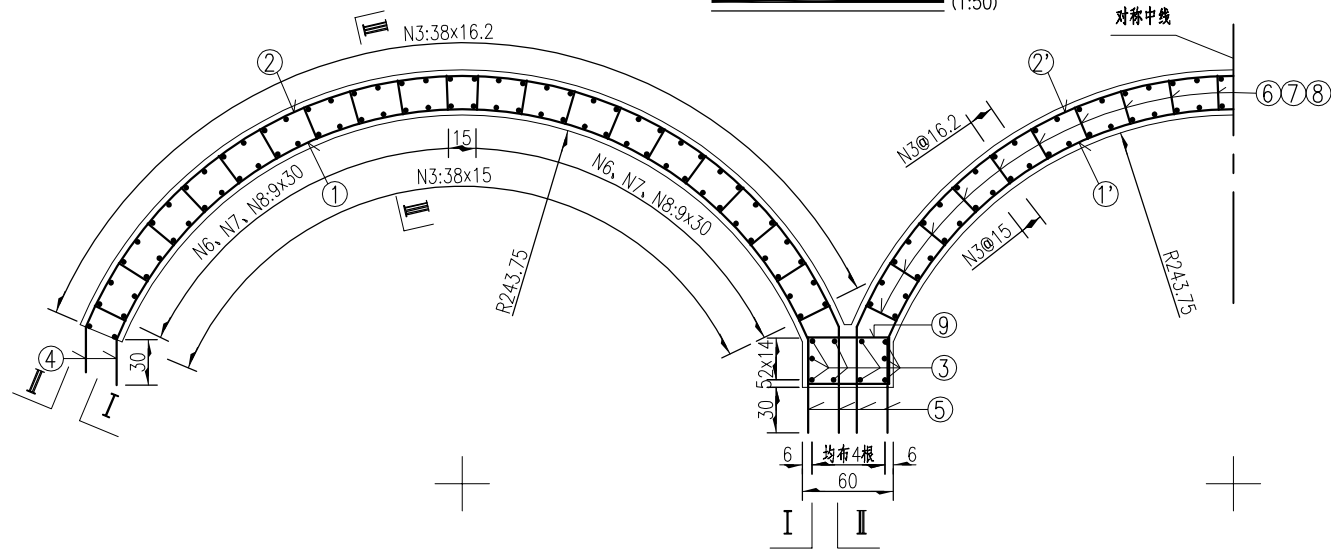 (1:50)
对称中线
Ⅲ
N3:38x16.2
②
2'
⑥⑦⑧
N3@16.2
15
①
N6、N7、N8:9x30
N6、N7、N8:9x30
N3:38x15
Ⅲ
1'
N3@15
R243.75
R243.75
④
30
Ⅱ
Ⅰ
⑨
52x14
③
30
⑤
6
均布4根
6
60
Ⅰ
Ⅱ